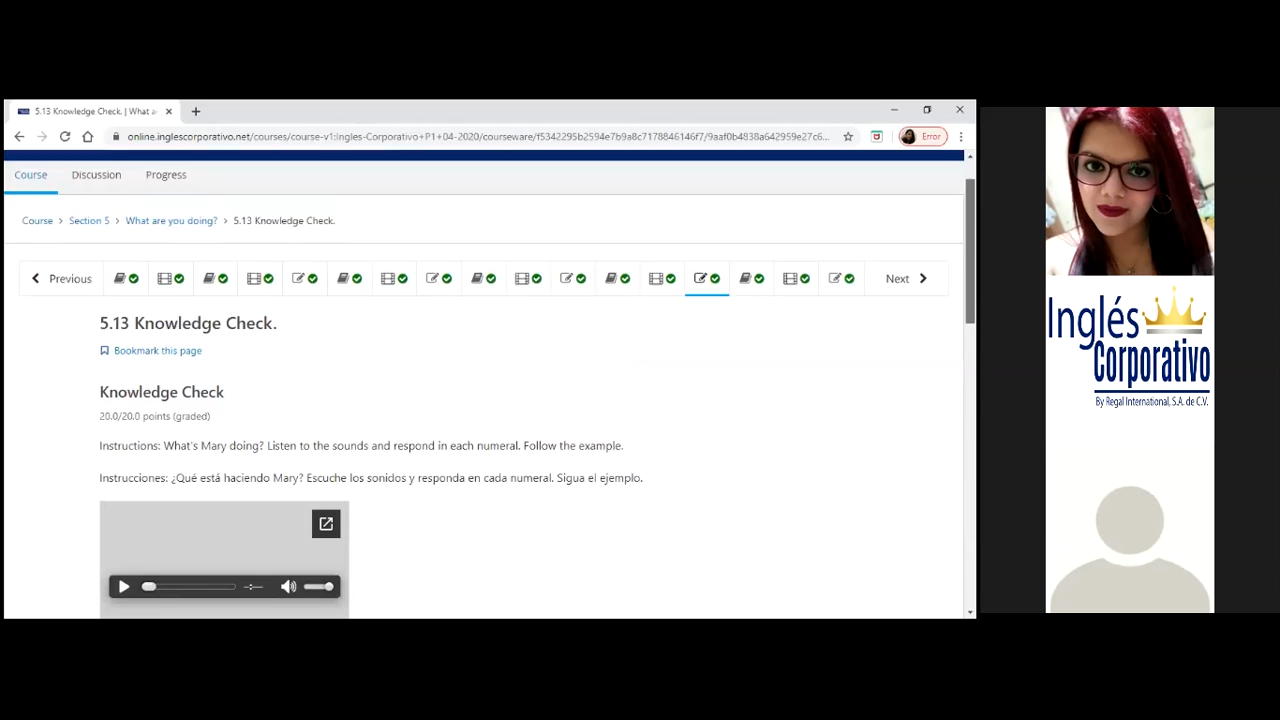 5.13 Knowledge Check. | What a
online.inglescorporativo.net/courses/course-v1:Ingles-Corporativo+P1+04-2020/courseware/f5342295b2594e7b9a8c7178846146f7/9aaf0b4838a642959e27c6...
Error
Course Discussion Progress
Course > Section 5 > What are you doing? > 5.13 Knowledge Check.
Previous Next
5.13 Knowledge Check.
Bookmark this page
Knowledge Check
20.0/20.0 points (graded)
Instructions: What's Mary doing? Listen to the sounds and respond in each numeral. Follow the example.
Instrucciones: ¿Qué está haciendo Mary? Escuche los sonidos y responda en cada numeral. Siga el ejemplo.
Inglés
Corporativo
By Regal International, S.A. de C.V.